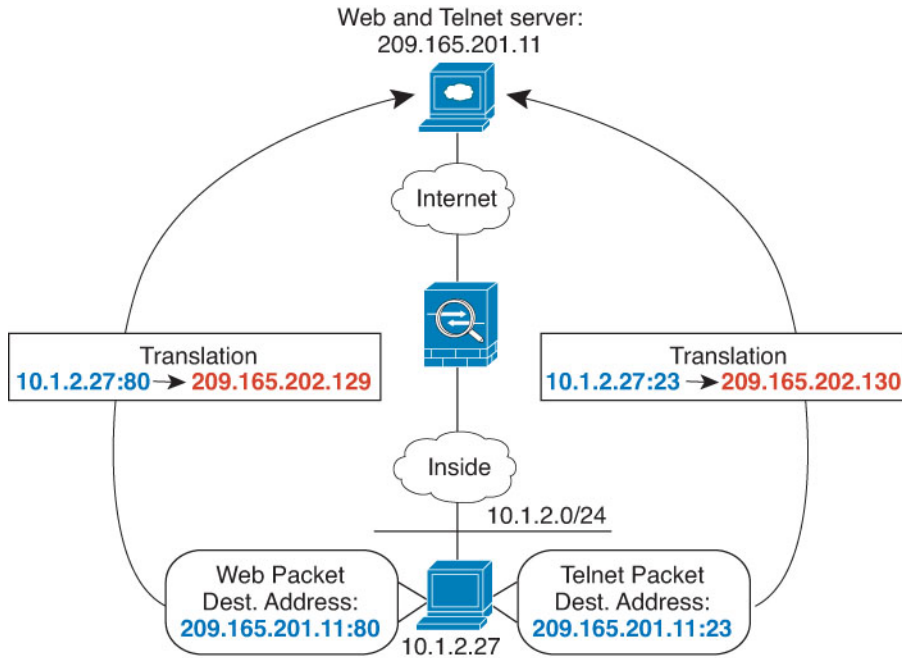 Web and Telnet server:
209.165.201.11
Internet
Translation
10.1.2.27:80 → 209.165.202.129
Translation
10.1.2.27:23 → 209.165.202.130
Inside
10.1.2.0/24
Web Packet
Dest. Address:
209.165.201.11:80
Telnet Packet
Dest. Address:
209.165.201.11:23
10.1.2.27